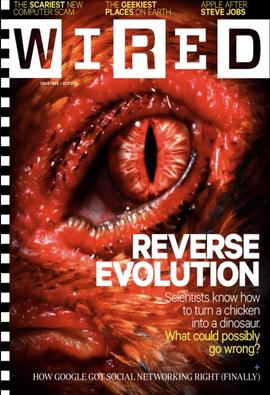 THE SCARIEST NEW
COMPUTER SCAM
THE GEEKIEST
PLACES ON EARTH
APPLE AFTER
STEVE JOBS
WIRED
REVERSE
EVOLUTION
Scientists know how
to turn a chicken
into a dinosaur.
What could possibly
go wrong?
+
HOW GOOGLE GOT SOCIAL NETWORKING RIGHT (FINALLY)